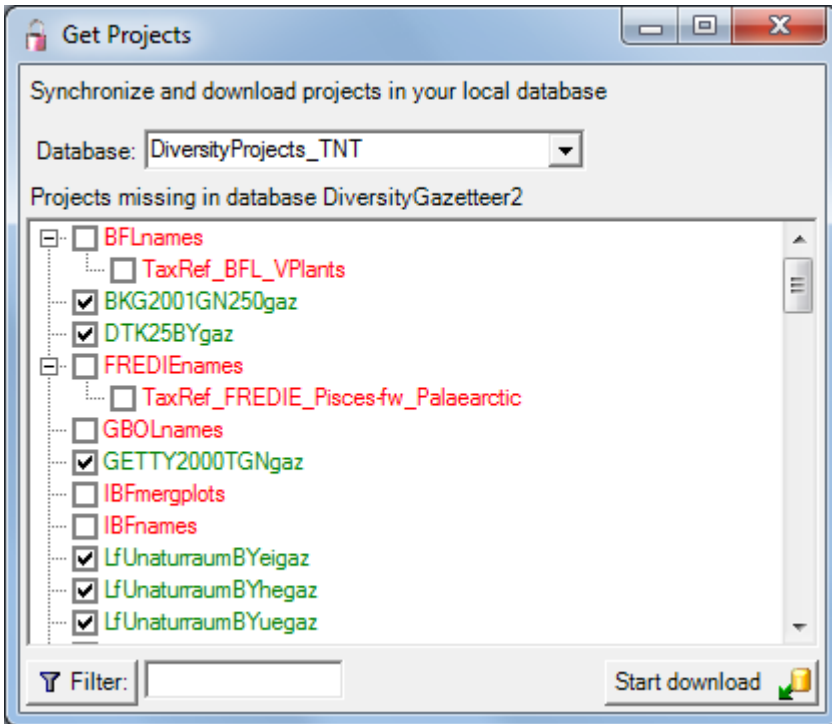 Get Projects
Synchronize and download projects in your local database
Database: DiversityProjects_TNT
Projects missing in database DiversityGazetteer2
BFLnames
TaxRef_BFL_VPlants
BKG2001GN250gaz
DTK25BYgaz
FREDIEnames
TaxRef_FREDIE_Pisces-fw_Palaearctic
GBOLnames
GETTY2000TGNgaz
IBFmergplots
IBFnames
LfUnaturraumBYeigaz
LfUnaturraumBYhegaz
LfUnaturraumBYuegaz
Filter: Start download